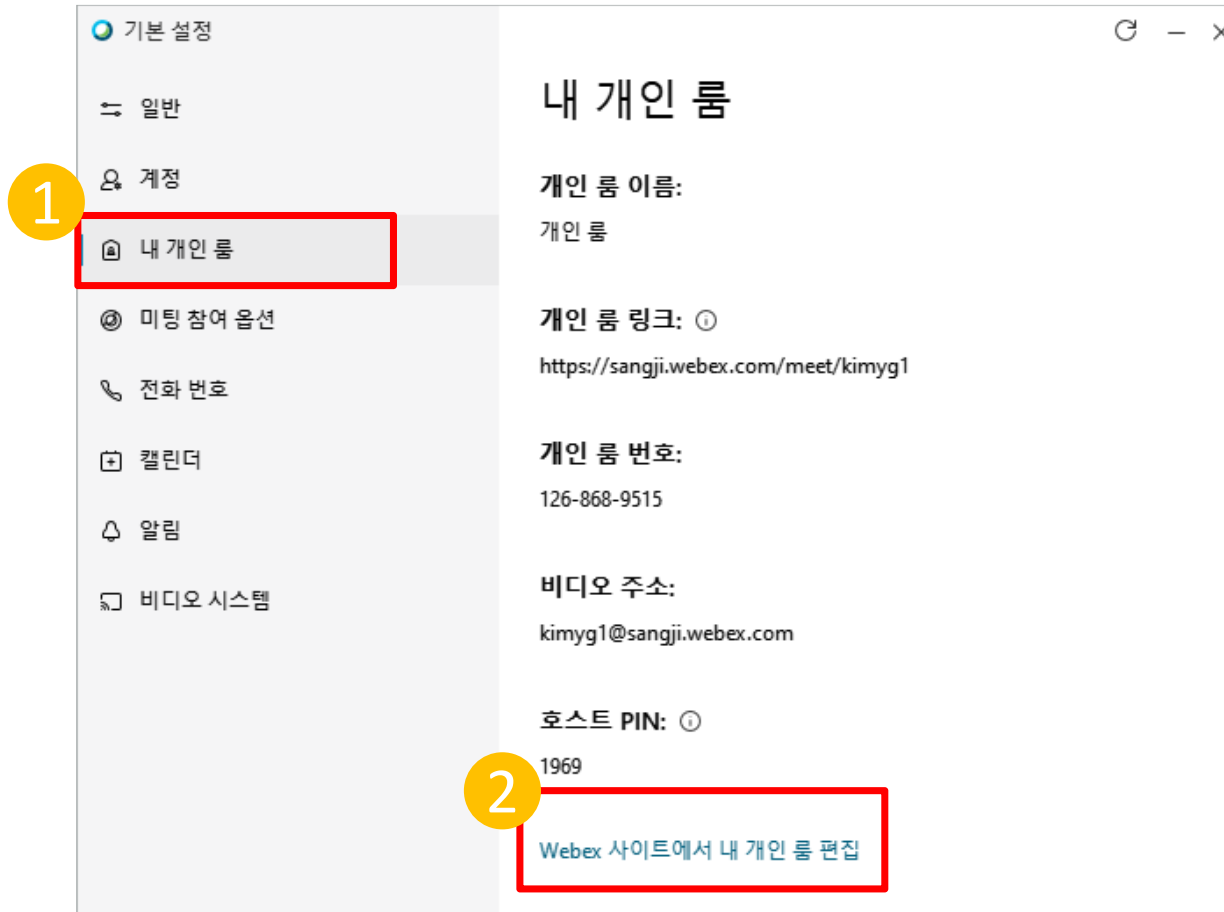 기본 설정
일반
계정
1
내 개인 룸
미팅 참여 옵션
전화 번호
캘린더
알림
비디오 시스템
내 개인 룸
개인 룸 이름:
개인 룸
개인 룸 링크:
https://sangji.webex.com/meet/kimyg1
개인 룸 번호:
126-868-9515
비디오 주소:
kimyg1@sangji.webex.com
호스트 PIN:
1969
2
Webex 사이트에서 내 개인 룸 편집